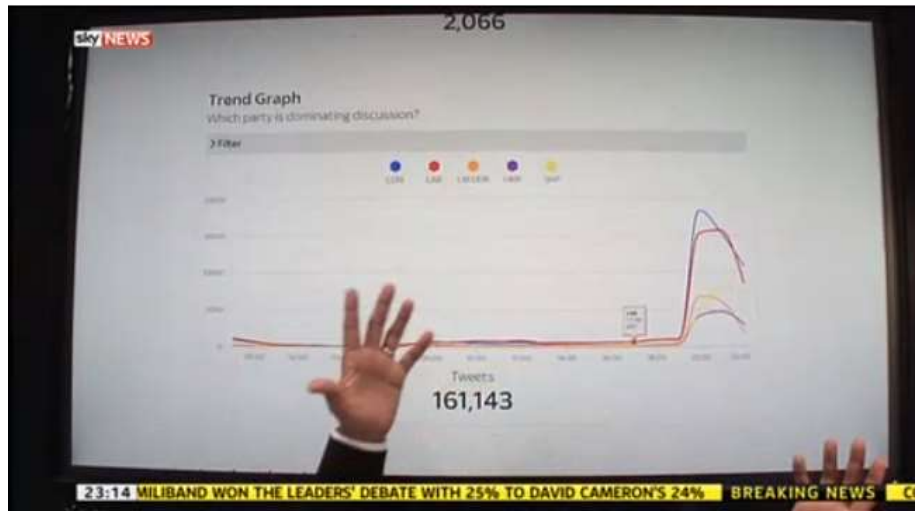 2,066
sky NEWS
Trend Graph
Which party is dominating discussion?
Filter
CON LAB LIB DEM UKIP SNP
Tweets
161,143
23:14 MILIBAND WON THE LEADERS' DEBATE WITH 25% TO DAVID CAMERON'S 24% BREAKING NEWS